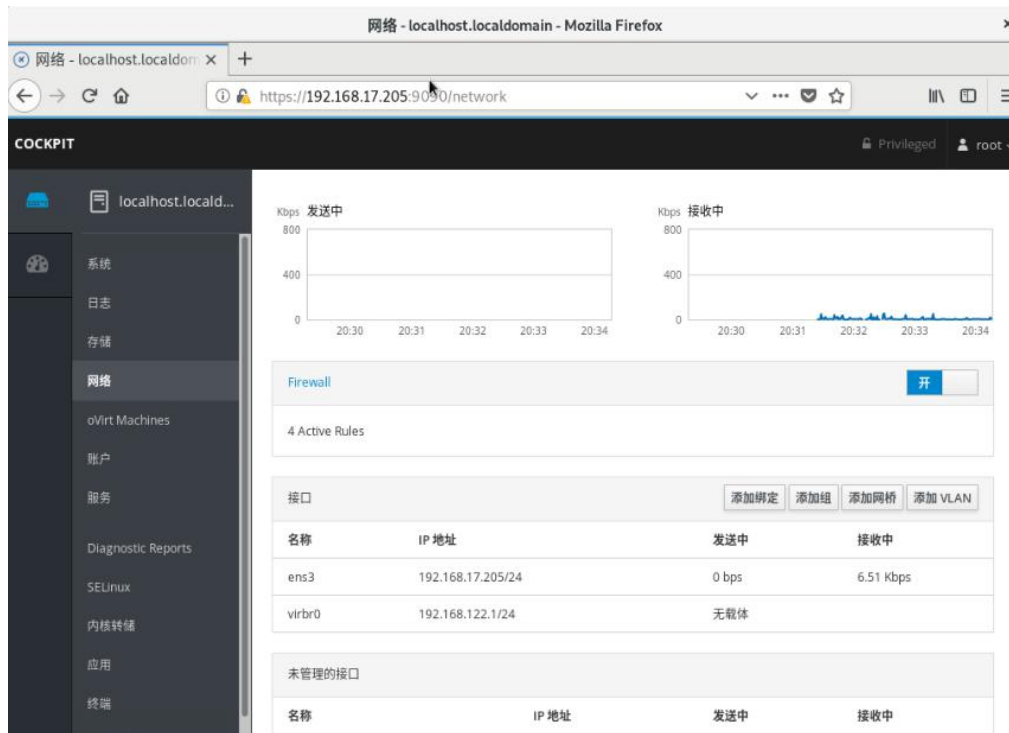 网络 - localhost.localdomain - Mozilla Firefox
网络 - localhost.localdom
https://192.168.17.205:9090/network
COCKPIT
Privileged
root
localhost.locald...
系统
日志
存储
网络
oVirt Machines
账户
服务
Diagnostic Reports
SELinux
内核转储
应用
终端
Kbps 发送中
800
400
0
20:30 20:31 20:32 20:33 20:34
Kbps 接收中
800
400
0
20:30 20:31 20:32 20:33 20:34
Firewall 开
4 Active Rules
接口 添加绑定 添加组 添加网桥 添加 VLAN
名称 IP 地址 发送中 接收中
ens3 192.168.17.205/24 0 bps 6.51 Kbps
virbr0 192.168.122.1/24 无载体
未管理的接口
名称 IP 地址 发送中 接收中